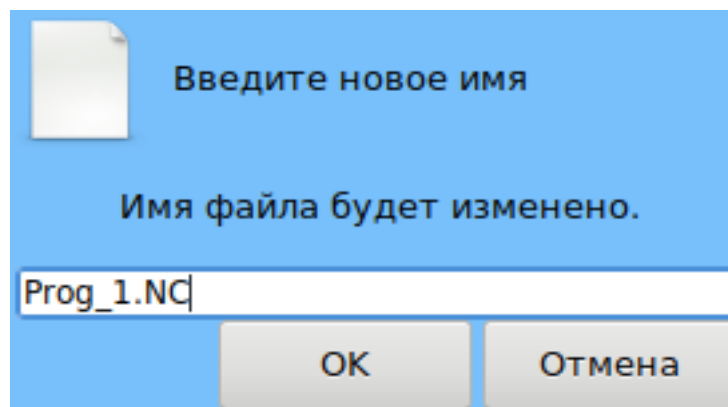 Введите новое имя
Имя файла будет изменено.
Prog_1.NC
OK
Отмена